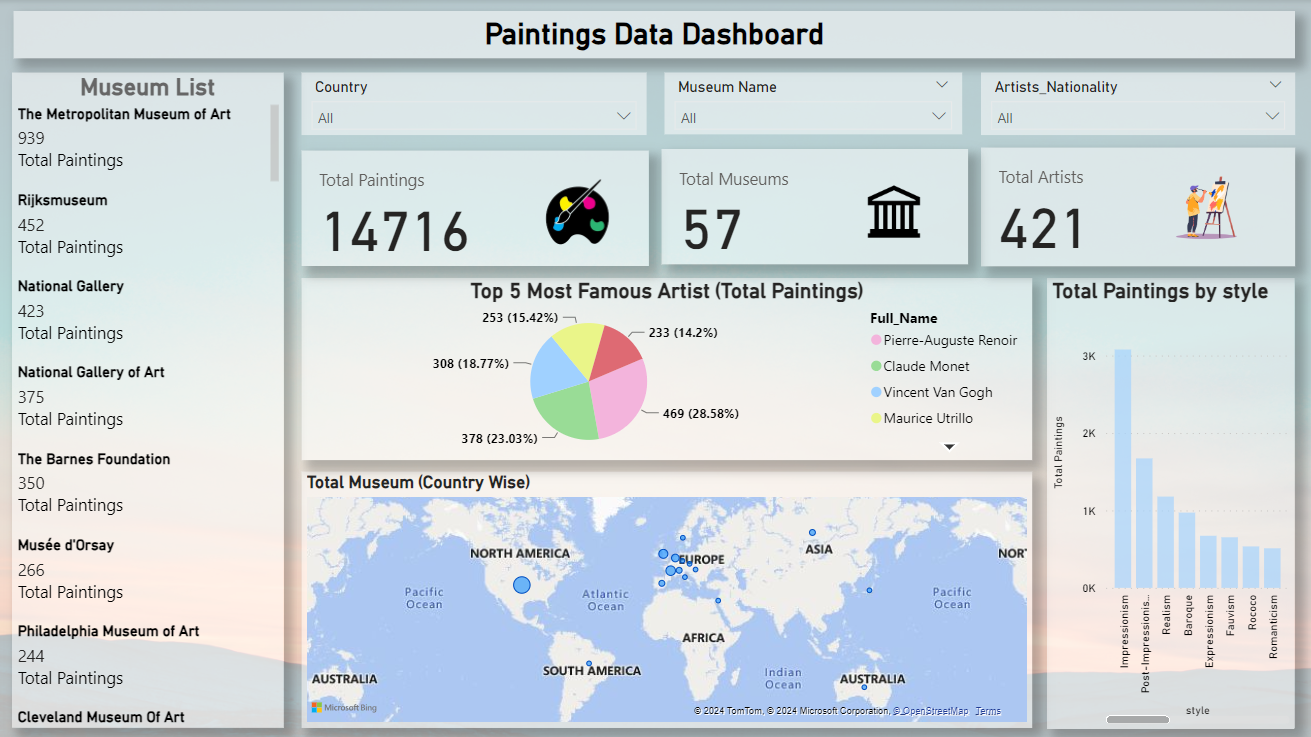 Paintings Data Dashboard
Museum List
The Metropolitan Museum of Art
939
Total Paintings
Rijksmuseum
452
Total Paintings
National Gallery
423
Total Paintings
National Gallery of Art
375
Total Paintings
The Barnes Foundation
350
Total Paintings
Musée d'Orsay
266
Total Paintings
Philadelphia Museum of Art
244
Total Paintings
Cleveland Museum Of Art
Country
All
Museum Name
All
Artists_Nationality
All
Total Paintings
14716
Total Museums
57
Total Artists
421
Top 5 Most Famous Artist (Total Paintings)
253 (15.42%)
233 (14.2%)
308 (18.77%)
469 (28.58%)
378 (23.03%)
Full_Name
Pierre-Auguste Renoir
Claude Monet
Vincent Van Gogh
Maurice Utrillo
Total Museum (Country Wise)
NORTH AMERICA
EUROPE
ASIA
NOR
Pacific
Ocean
Atlantic
Ocean
Pacific
Ocean
AFRICA
SOUTH AMERICA
Indian
Ocean
AUSTRALIA
AUSTRALIA
Microsoft Bing
© 2024 TomTom, © 2024 Microsoft Corporation, © OpenStreetMap Terms
Total Paintings by style
Total Paintings
3K
2K
1K
0K
Impressionism
Post-Impressionis...
Realism
Baroque
Expressionism
Fauvism
Rococo
Romanticism
style